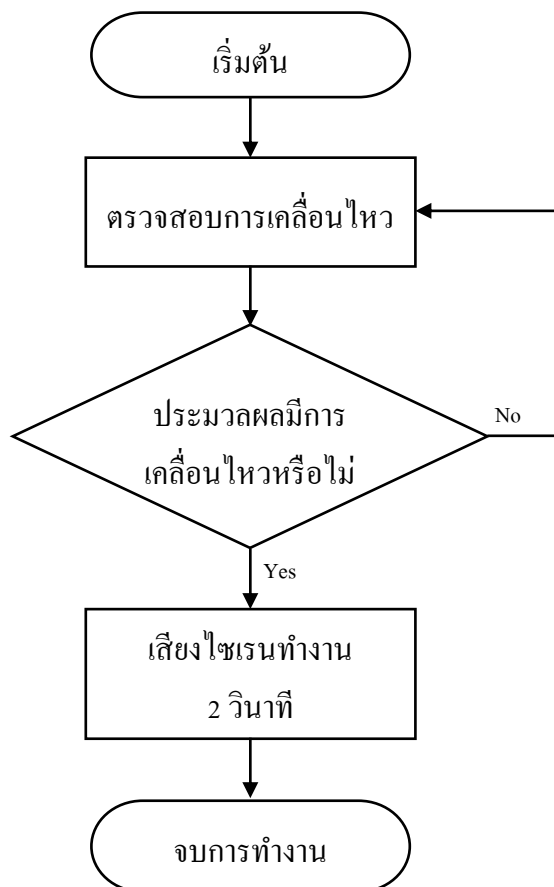 เริ่มต้น
ตรวจสอบการเคลื่อนไหว
ประมวลผลมีการ
เคลื่อนไหวหรือไม่
No
Yes
เสียงไซเรนทำงาน
2 วินาที
จบการทำงาน